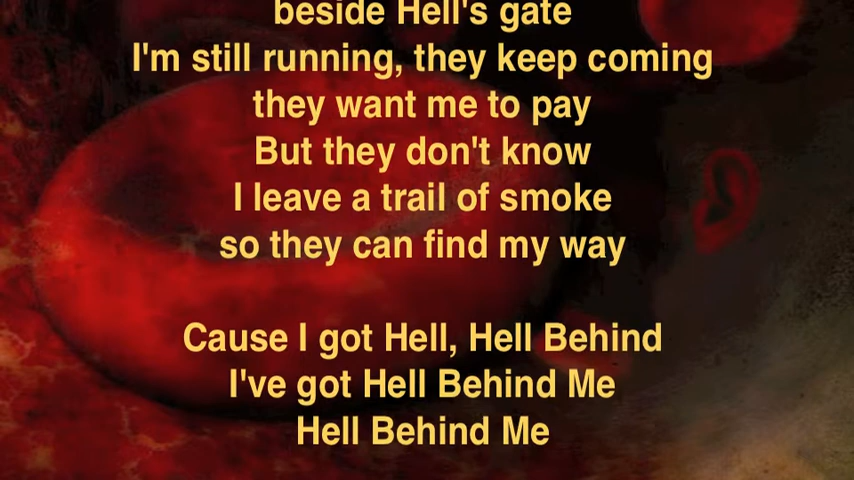 beside Hell's gate
I'm still running, they keep coming
they want me to pay
But they don't know
I leave a trail of smoke
so they can find my way
Cause I got Hell, Hell Behind
I've got Hell Behind Me
Hell Behind Me